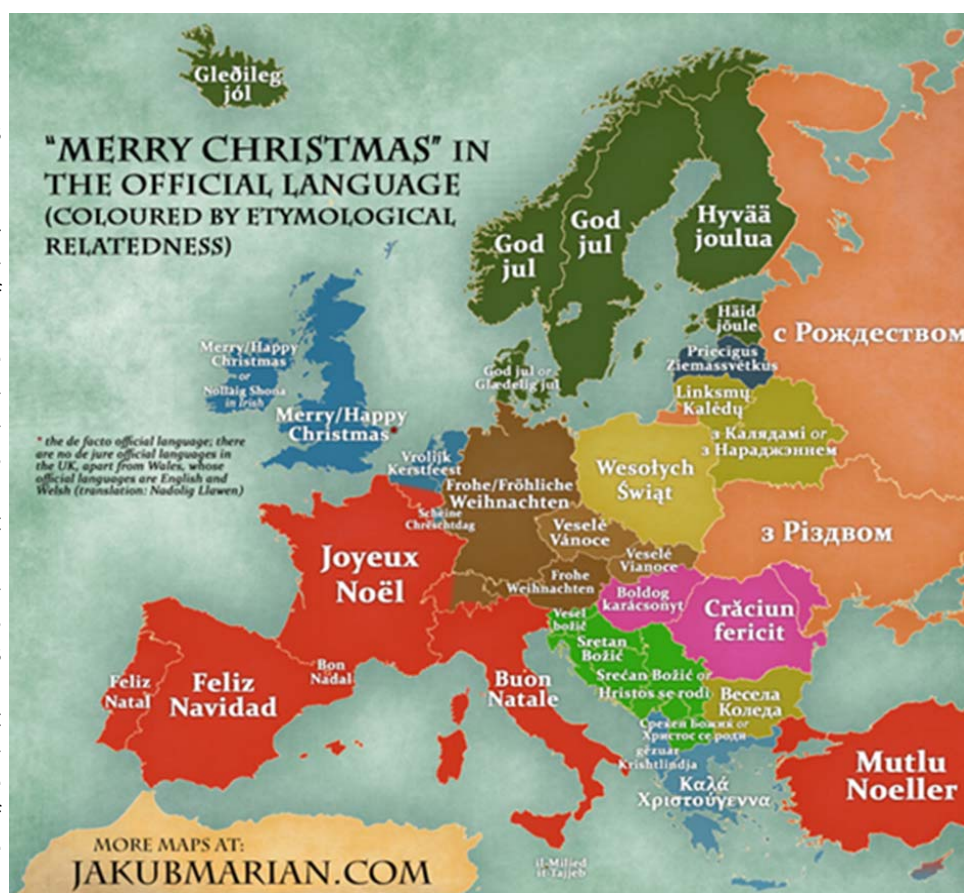 Gleðileg
jól
"MERRY CHRISTMAS" IN
THE OFFICIAL LANGUAGE
(COLOURED BY ETYMOLOGICAL
RELATEDNESS)
God
jul
God
jul
Hyvää
joulua
Häid
jõule
с Рождеством
Priecīgus
Ziemassvētkus
Merry/Happy
Christmas
or
Nollaig Shona
in Irish
God jul or
Glædelig jul
Linksmų
Kalėdų
Merry/Happy
Christmas*
з Калядамі or
з Нараджэннем
* the de facto official language; there
are no de jure official languages in
the UK, apart from Wales, whose
official languages are English and
Welsh (translation: Nadolig Llawen)
Vrolijk
Kerstfeest
Wesołych
Świąt
Frohe/Fröhliche
Weihnachten
Schéine
Chrëschtdag
Veselé
Vánoce
з Різдвом
Joyeux
Noël
Veselé
Vianoce
Frohe
Weihnachten
Boldog
karácsonyt
Crăciun
fericit
Vesel
božič
Sretan
Božić
Bon
Nadal
Feliz
Natal
Feliz
Navidad
Buon
Natale
Srećan Božić or
Hristos se rodi
Весела
Коледа
Среќен Божиќ or
Христос се роди
gëzuar
Krishtlindja
Καλά
Χριστούγεννα
Mutlu
Noeller
il-Milied
it-Tajjeb
MORE MAPS AT:
JAKUBMARIAN.COM